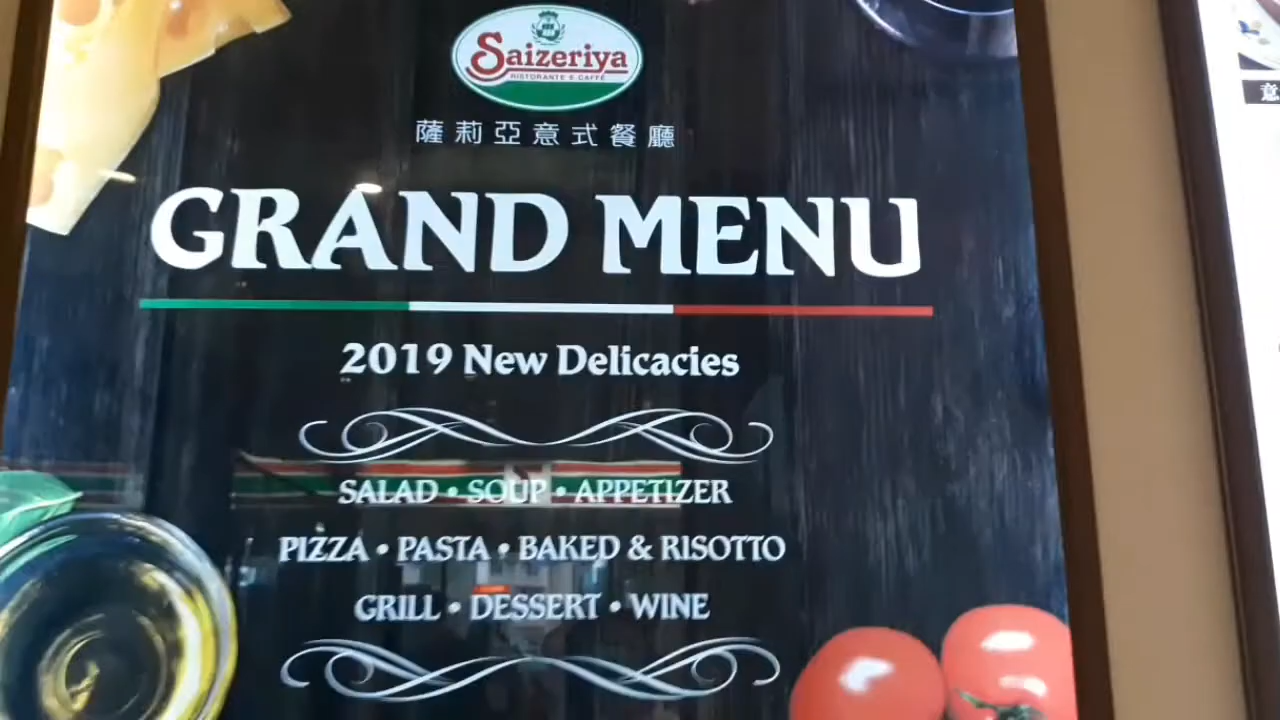 Saizeriya
RISTORANTE E CAFFÈ
薩莉亞意式餐廳
GRAND MENU
2019 New Delicacies
SALAD • SOUP • APPETIZER
PIZZA • PASTA • BAKED & RISOTTO
GRILL • DESSERT • WINE
意